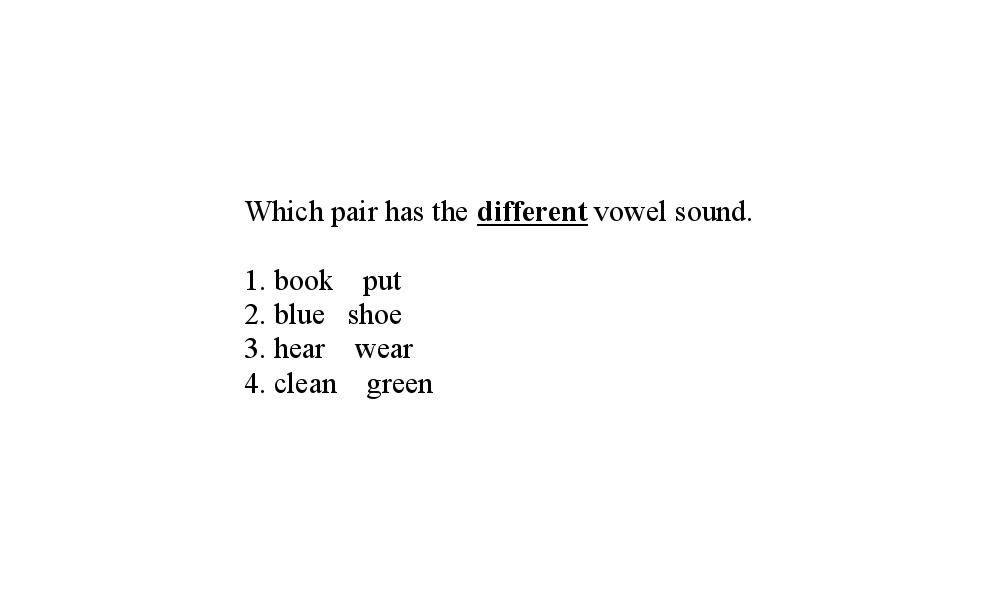 Which pair has the different vowel sound.
1. book put
2. blue shoe
3. hear wear
4. clean green